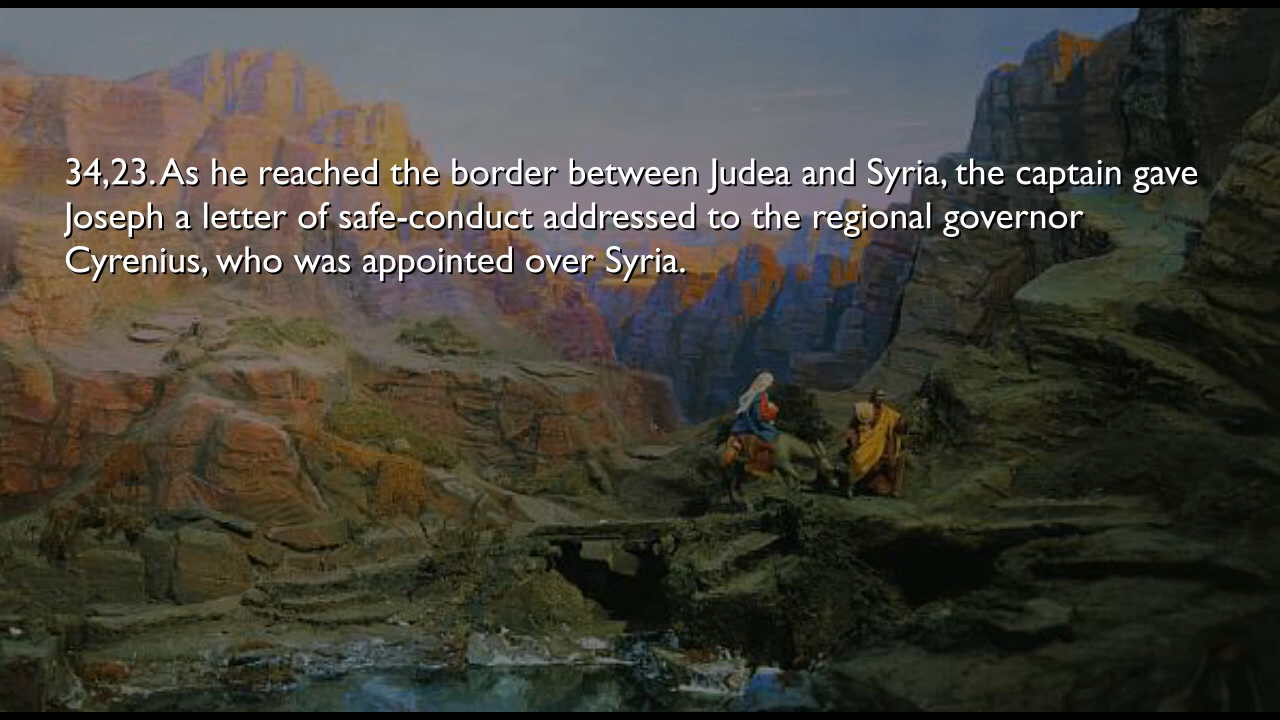 34,23. As he reached the border between Judea and Syria, the captain gave
Joseph a letter of safe-conduct addressed to the regional governor
Cyrenius, who was appointed over Syria.